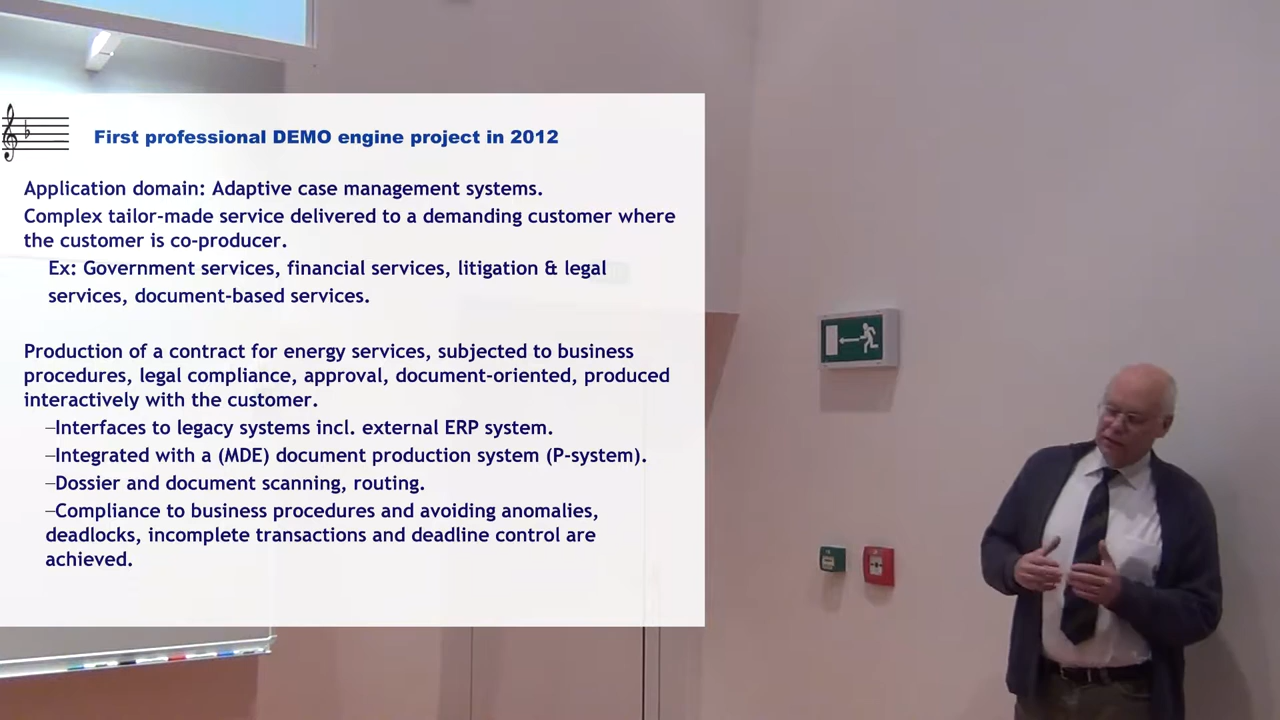 First professional DEMO engine project in 2012
Application domain: Adaptive case management systems.
Complex tailor-made service delivered to a demanding customer where
the customer is co-producer.
Ex: Government services, financial services, litigation & legal
services, document-based services.
Production of a contract for energy services, subjected to business
procedures, legal compliance, approval, document-oriented, produced
interactively with the customer.
–Interfaces to legacy systems incl. external ERP system.
–Integrated with a (MDE) document production system (P-system).
–Dossier and document scanning, routing.
–Compliance to business procedures and avoiding anomalies,
deadlocks, incomplete transactions and deadline control are
achieved.